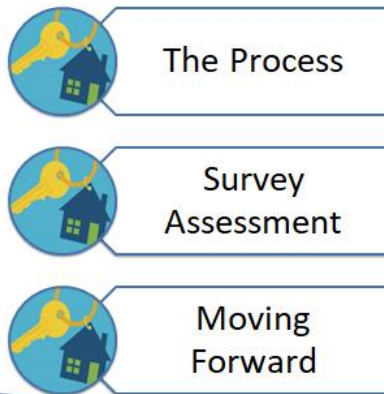 The Process
Survey
Assessment
Moving
Forward